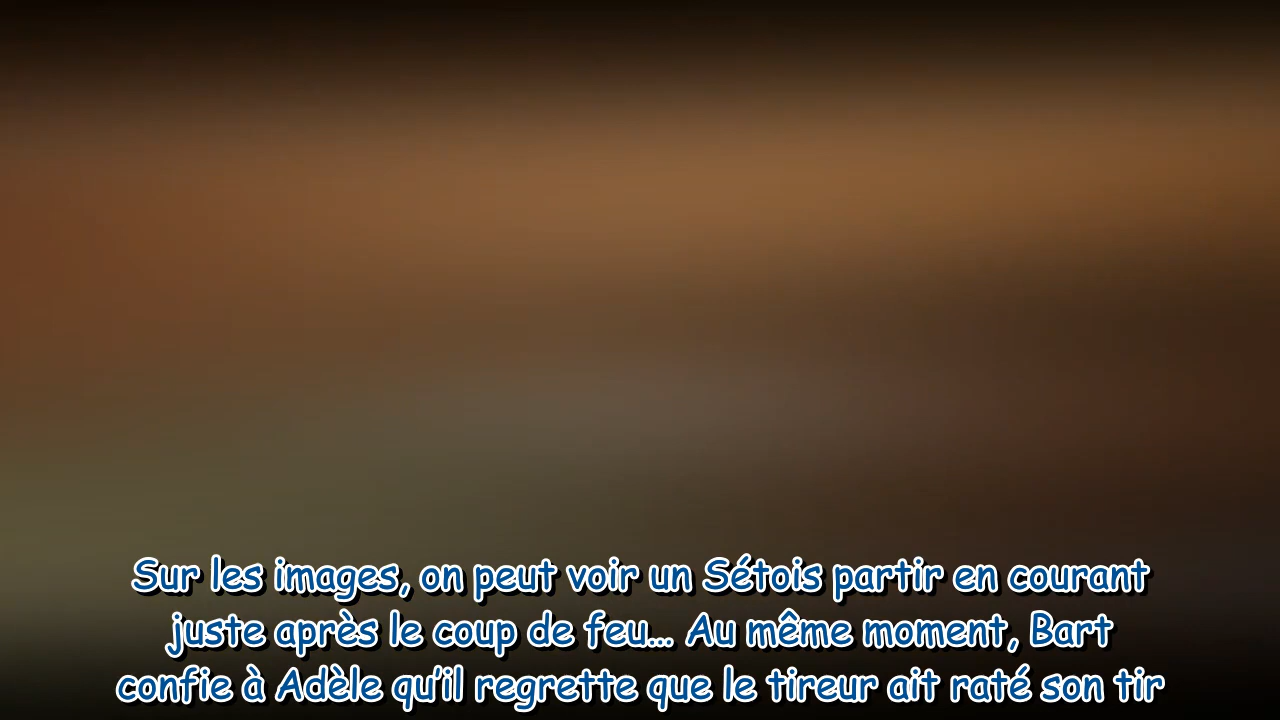 Sur les images, on peut voir un Sétois partir en courant
juste après le coup de feu... Au même moment, Bart
confie à Adèle qu'il regrette que le tireur ait raté son tir